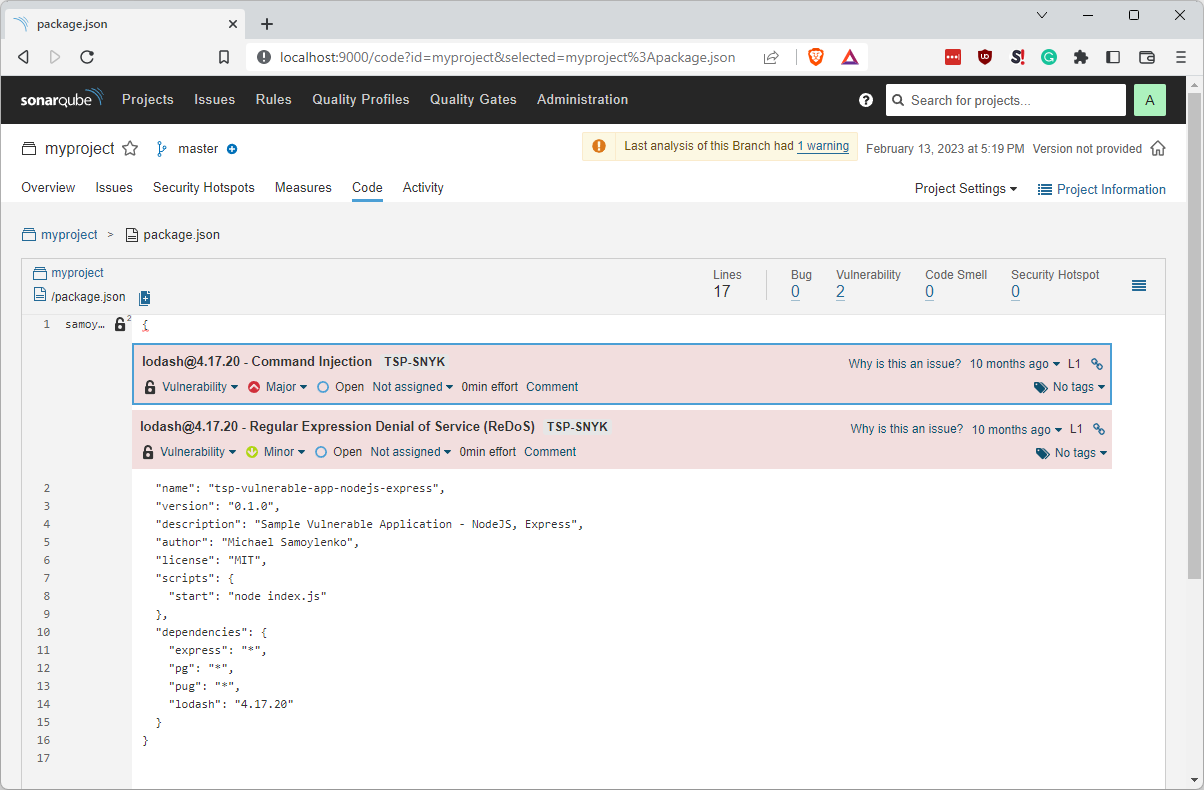 package.json
localhost:9000/code?id=myproject&selected=myproject%3Apackage.json
sonarqube Projects Issues Rules Quality Profiles Quality Gates Administration ? Search for projects... A
myproject master Last analysis of this Branch had 1 warning February 13, 2023 at 5:19 PM Version not provided
Overview Issues Security Hotspots Measures Code Activity Project Settings Project Information
myproject > package.json
myproject
/package.json
Lines Bug Vulnerability Code Smell Security Hotspot
17 0 2 0 0
1 samoy... 2 {
lodash@4.17.20 - Command Injection TSP-SNYK Why is this an issue? 10 months ago L1
Vulnerability Major Open Not assigned 0min effort Comment No tags
lodash@4.17.20 - Regular Expression Denial of Service (ReDoS) TSP-SNYK Why is this an issue? 10 months ago L1
Vulnerability Minor Open Not assigned 0min effort Comment No tags
2 "name": "tsp-vulnerable-app-nodejs-express",
3 "version": "0.1.0",
4 "description": "Sample Vulnerable Application - NodeJS, Express",
5 "author": "Michael Samoylenko",
6 "license": "MIT",
7 "scripts": {
8 "start": "node index.js"
9 },
10 "dependencies": {
11 "express": "*",
12 "pg": "*",
13 "pug": "*",
14 "lodash": "4.17.20"
15 }
16 }
17